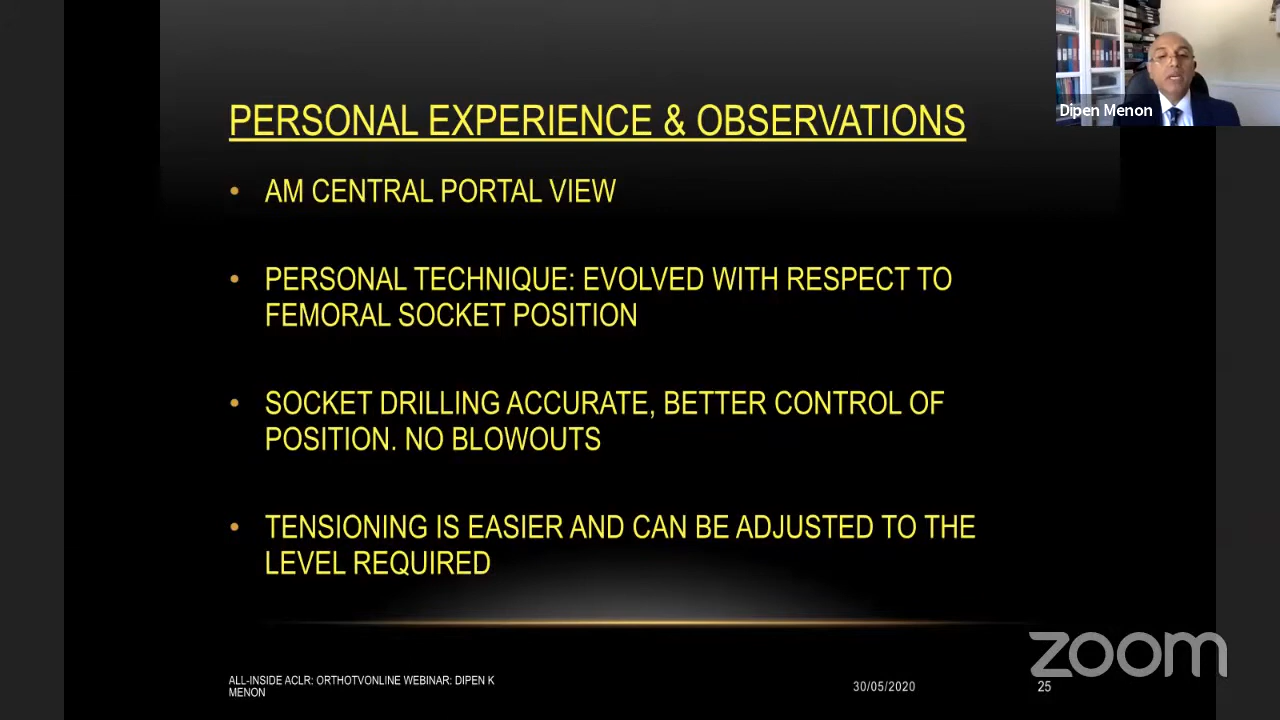 PERSONAL EXPERIENCE & OBSERVATIONS
• AM CENTRAL PORTAL VIEW
• PERSONAL TECHNIQUE: EVOLVED WITH RESPECT TO
FEMORAL SOCKET POSITION
• SOCKET DRILLING ACCURATE, BETTER CONTROL OF
POSITION. NO BLOWOUTS
• TENSIONING IS EASIER AND CAN BE ADJUSTED TO THE
LEVEL REQUIRED
ALL-INSIDE ACLR: ORTHOTVONLINE WEBINAR: DIPEN K
MENON
30/05/2020
25
Dipen Menon
zoom